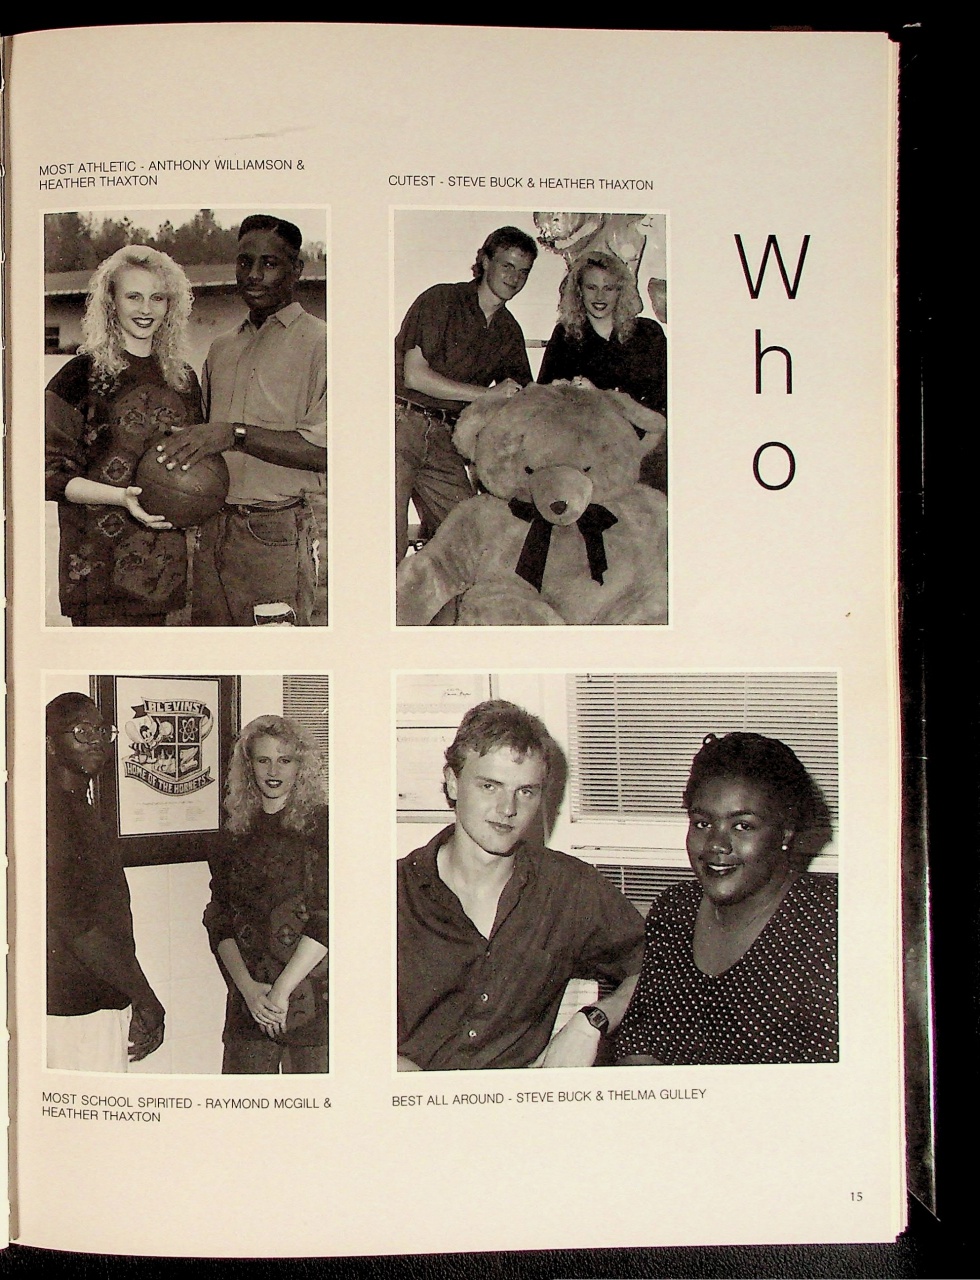 MOST ATHLETIC - ANTHONY WILLIAMSON &
HEATHER THAXTON
CUTEST - STEVE BUCK & HEATHER THAXTON
W
h
o
BLEVINS
HOME OF THE HORNETS
MOST SCHOOL SPIRITED - RAYMOND MCGILL &
HEATHER THAXTON
BEST ALL AROUND - STEVE BUCK & THELMA GULLEY
15